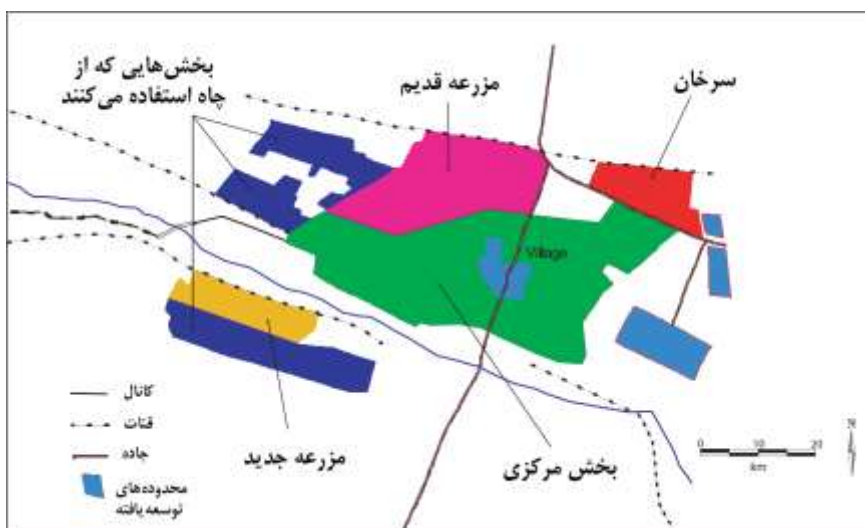 بخش‌هایی که از
چاه استفاده می‌کنند
مزرعه قدیم
سرخان
Village
کانال
قنات
جاده
محدوده‌های
توسعه یافته
مزرعه جدید
بخش مرکزی
0 10 20
km
N